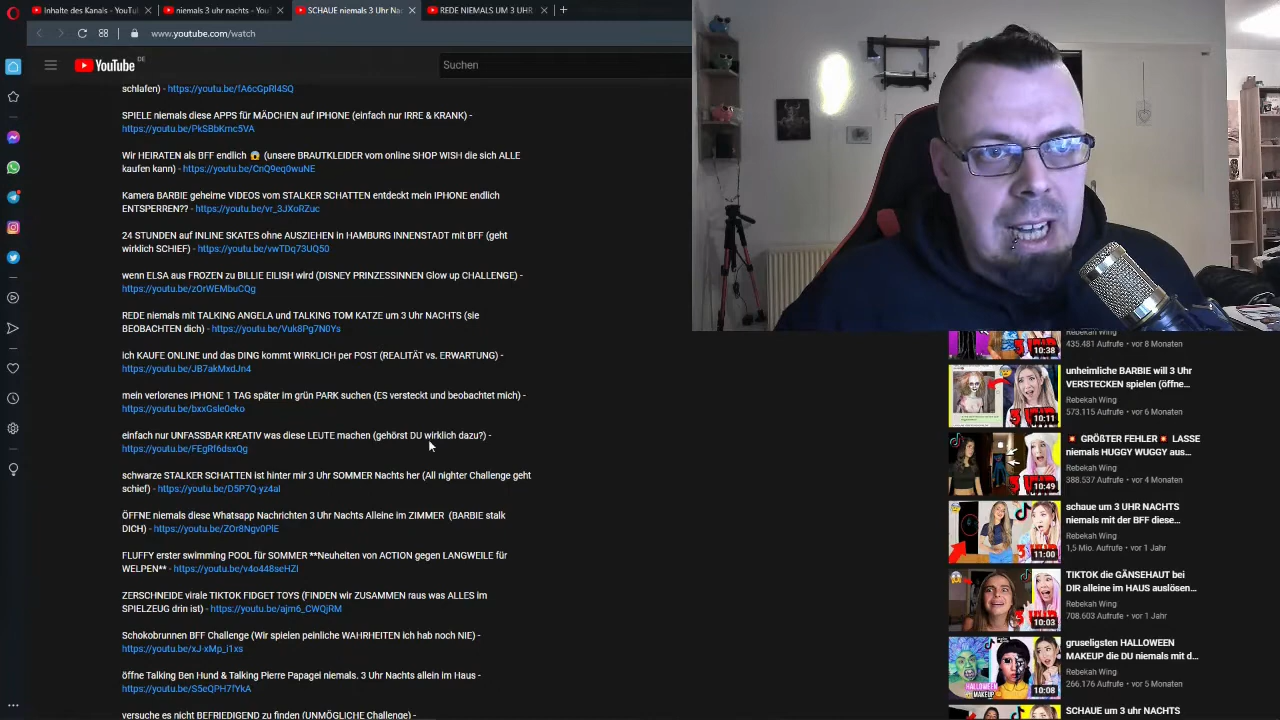 Inhalte des Kanals - YouTu
niemals 3 uhr nachts - YouT
SCHAUE niemals 3 Uhr Na
REDE NIEMALS UM 3 UHR
www.youtube.com/watch
YouTube DE
Suchen
schlafen) - https://youtu.be/fA6cGpRI4SQ
SPIELE niemals diese APPS für MÄDCHEN auf IPHONE (einfach nur IRRE & KRANK) -
https://youtu.be/PkSBbKmc5VA
Wir HEIRATEN als BFF endlich 😱 (unsere BRAUTKLEIDER vom online SHOP WISH die sich ALLE
kaufen kann) - https://youtu.be/CnQ9eq0wuNE
Kamera BARBIE geheime VIDEOS vom STALKER SCHATTEN entdeckt mein IPHONE endlich
ENTSPERREN?? - https://youtu.be/vr_3JXoRZuc
24 STUNDEN auf INLINE SKATES ohne AUSZIEHEN in HAMBURG INNENSTADT mit BFF (geht
wirklich SCHIEF) - https://youtu.be/vwTDq73UQ50
wenn ELSA aus FROZEN zu BILLIE EILISH wird (DISNEY PRINZESSINNEN Glow up CHALLENGE) -
https://youtu.be/zOrWEMbuCQg
REDE niemals mit TALKING ANGELA und TALKING TOM KATZE um 3 Uhr NACHTS (sie
BEOBACHTEN dich) - https://youtu.be/Vuk8Pg7N0Ys
ich KAUFE ONLINE und das DING kommt WIRKLICH per POST (REALITÄT vs. ERWARTUNG) -
https://youtu.be/JB7akMxdJn4
mein verlorenes IPHONE 1 TAG später im grün PARK suchen (ES versteckt und beobachtet mich) -
https://youtu.be/bxxGsle0eko
einfach nur UNFASSBAR KREATIV was diese LEUTE machen (gehörst DU wirklich dazu?) -
https://youtu.be/FEgRf6dsxQg
schwarze STALKER SCHATTEN ist hinter mir 3 Uhr SOMMER Nachts her (All nighter Challenge geht
schief) - https://youtu.be/D5P7Q-yz4aI
ÖFFNE niemals diese Whatsapp Nachrichten 3 Uhr Nachts Alleine im ZIMMER (BARBIE stalk
DICH) - https://youtu.be/ZOr8Ngv0PlE
FLUFFY erster swimming POOL für SOMMER **Neuheiten von ACTION gegen LANGWEILE für
WELPEN** - https://youtu.be/v4o448seHZI
ZERSCHNEIDE virale TIKTOK FIDGET TOYS (FINDEN wir ZUSAMMEN raus was ALLES im
SPIELZEUG drin ist) - https://youtu.be/ajm6_CWQjRM
Schokobrunnen BFF Challenge (Wir spielen peinliche WAHRHEITEN ich hab noch NIE) -
https://youtu.be/xJ-xMp_i1xs
öffne Talking Ben Hund & Talking Pierre Papagei niemals. 3 Uhr Nachts allein im Haus -
https://youtu.be/S5eQPH7fYkA
versuche es nicht BEFRIEDIGEND zu finden (UNMÖGLICHE Challenge) -
Rebekah Wing
435.481 Aufrufe • vor 8 Monaten
10:38
unheimliche BARBIE will 3 Uhr
VERSTECKEN spielen (öffne...
Rebekah Wing
573.115 Aufrufe • vor 6 Monaten
3 UHR
10:11
💥 GRÖẞTER FEHLER 💥 LASSE
niemals HUGGY WUGGY aus...
Rebekah Wing
388.537 Aufrufe • vor 4 Monaten
3 UHR
10:49
schaue um 3 UHR NACHTS
niemals mit der BFF diese...
Rebekah Wing
1,5 Mio. Aufrufe • vor 1 Jahr
3 UHR
11:00
TIKTOK die GÄNSEHAUT bei
DIR alleine im HAUS auslösen...
Rebekah Wing
708.603 Aufrufe • vor 1 Jahr
3 UHR
10:03
gruseligsten HALLOWEEN
MAKEUP die DU niemals mit d...
Rebekah Wing
266.176 Aufrufe • vor 5 Monaten
HALLOWEEN
MAKEUP
10:08
SCHAUE um 3 uhr NACHTS